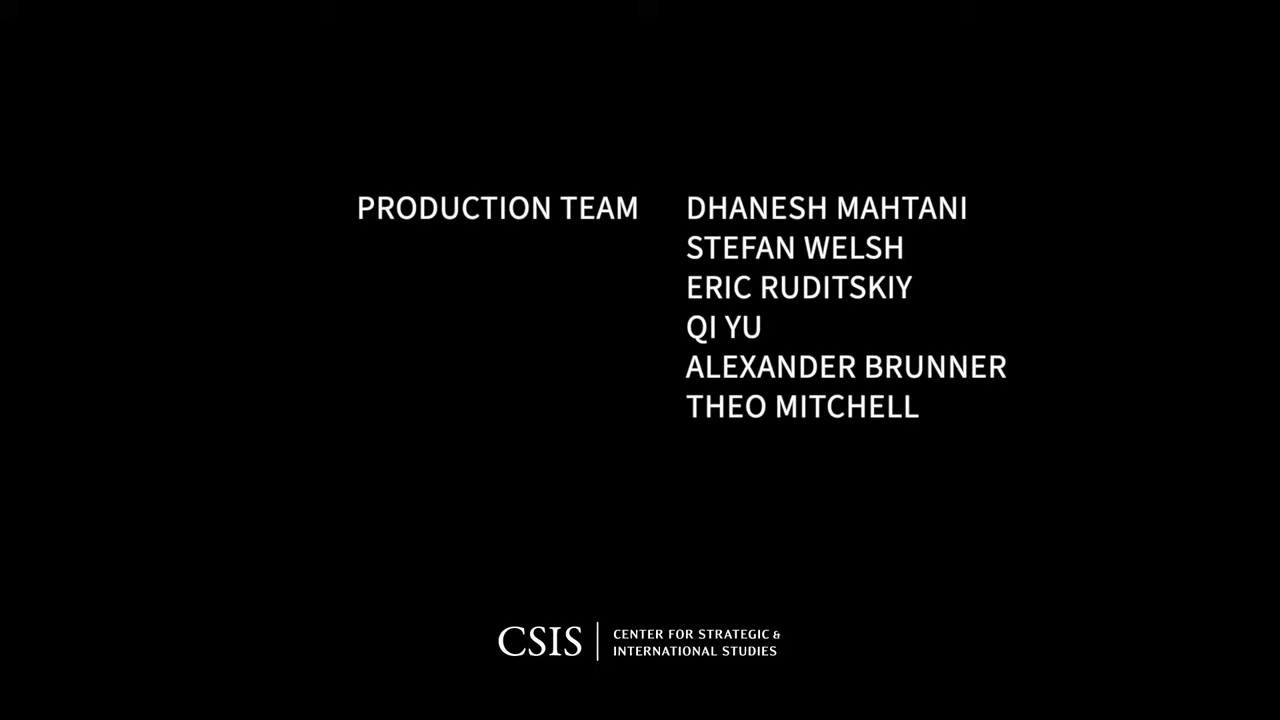 PRODUCTION TEAM DHANESH MAHTANI
STEFAN WELSH
ERIC RUDITSKIY
QI YU
ALEXANDER BRUNNER
THEO MITCHELL
CSIS CENTER FOR STRATEGIC &
INTERNATIONAL STUDIES